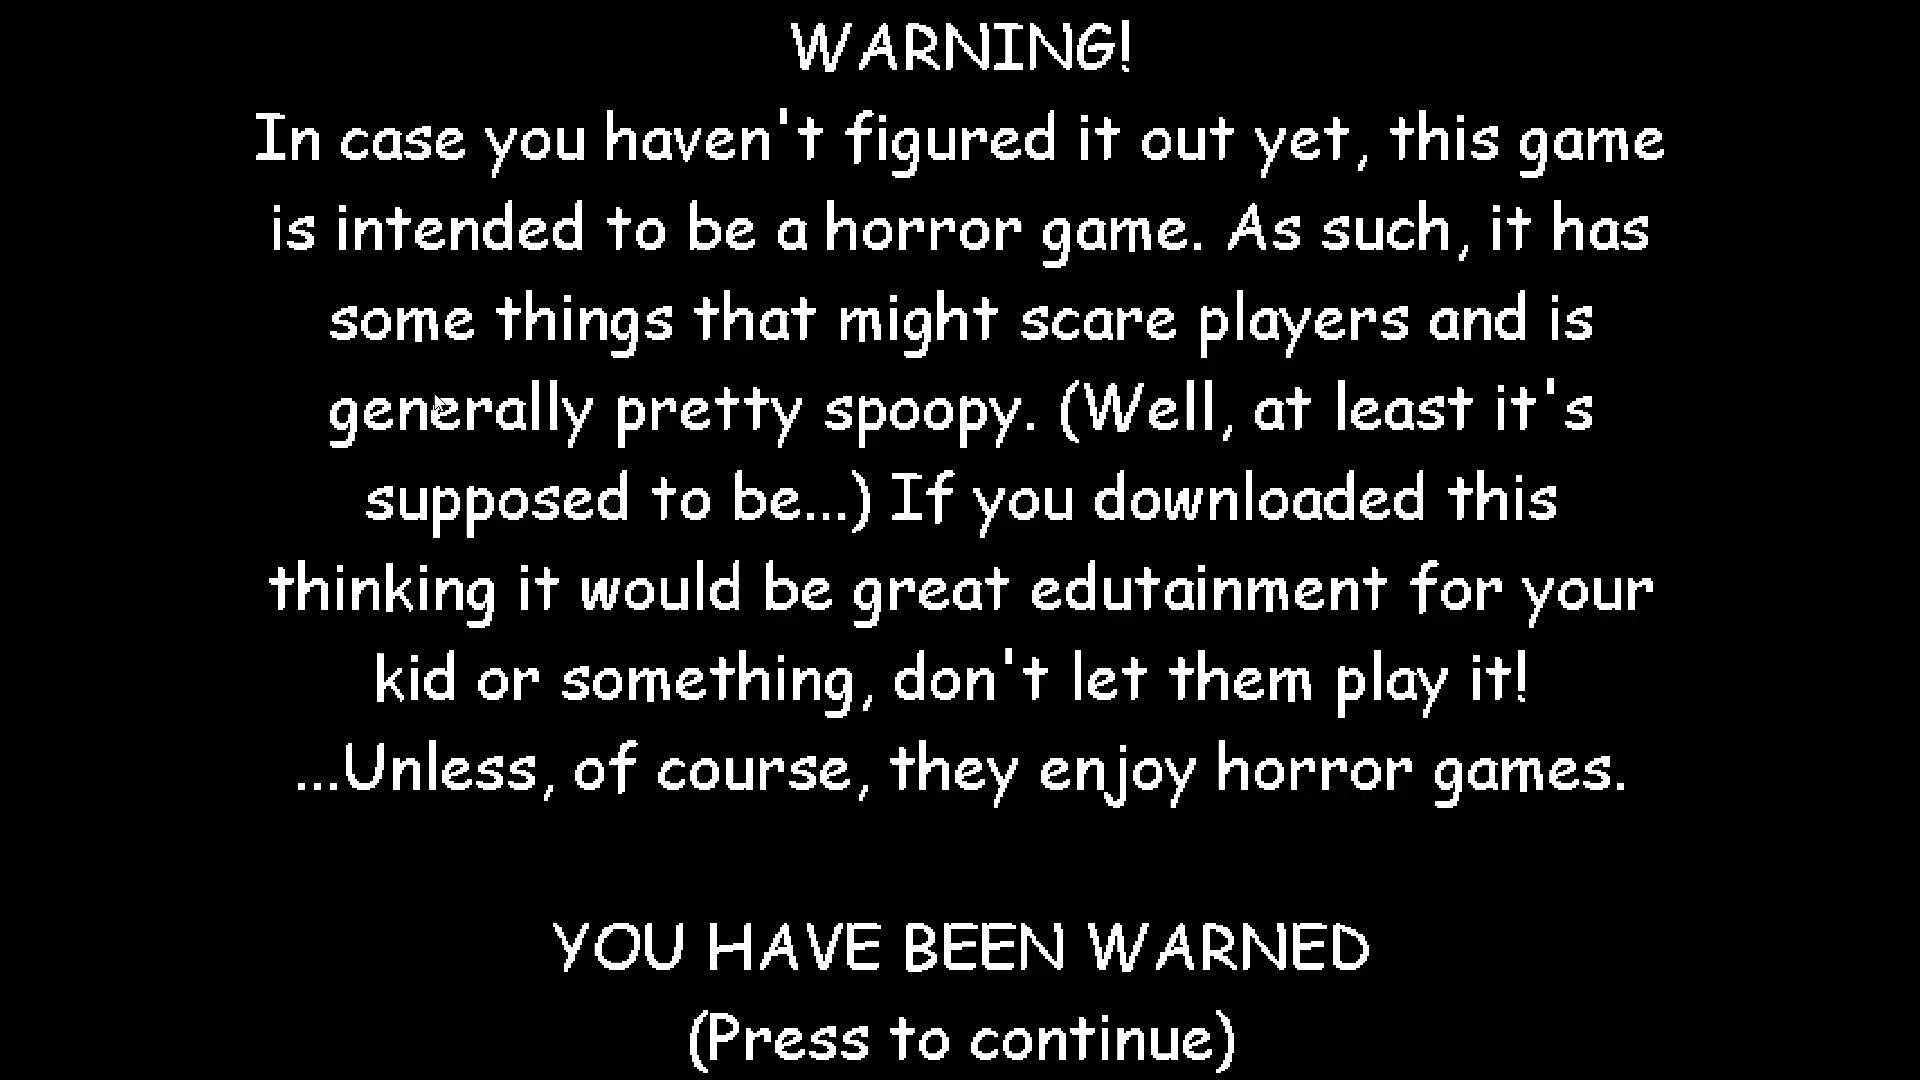 WARNING!
In case you haven't figured it out yet, this game
is intended to be a horror game. As such, it has
some things that might scare players and is
generally pretty spoopy. (Well, at least it's
supposed to be...) If you downloaded this
thinking it would be great edutainment for your
kid or something, don't let them play it!
...Unless, of course, they enjoy horror games.
YOU HAVE BEEN WARNED
(Press to continue)